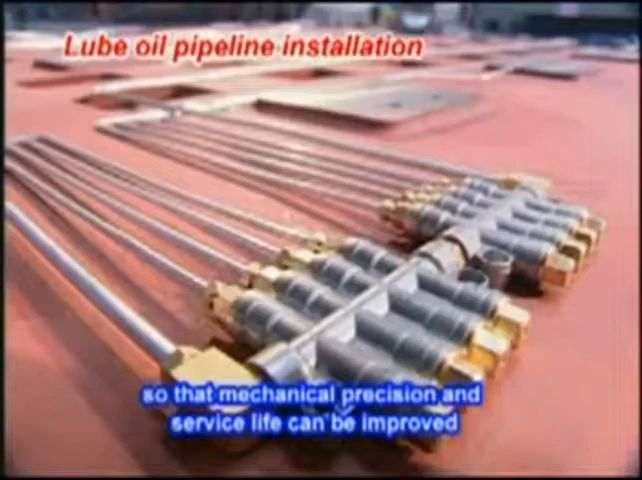 Lube oil pipeline installation
so that mechanical precision and
service life can be improved